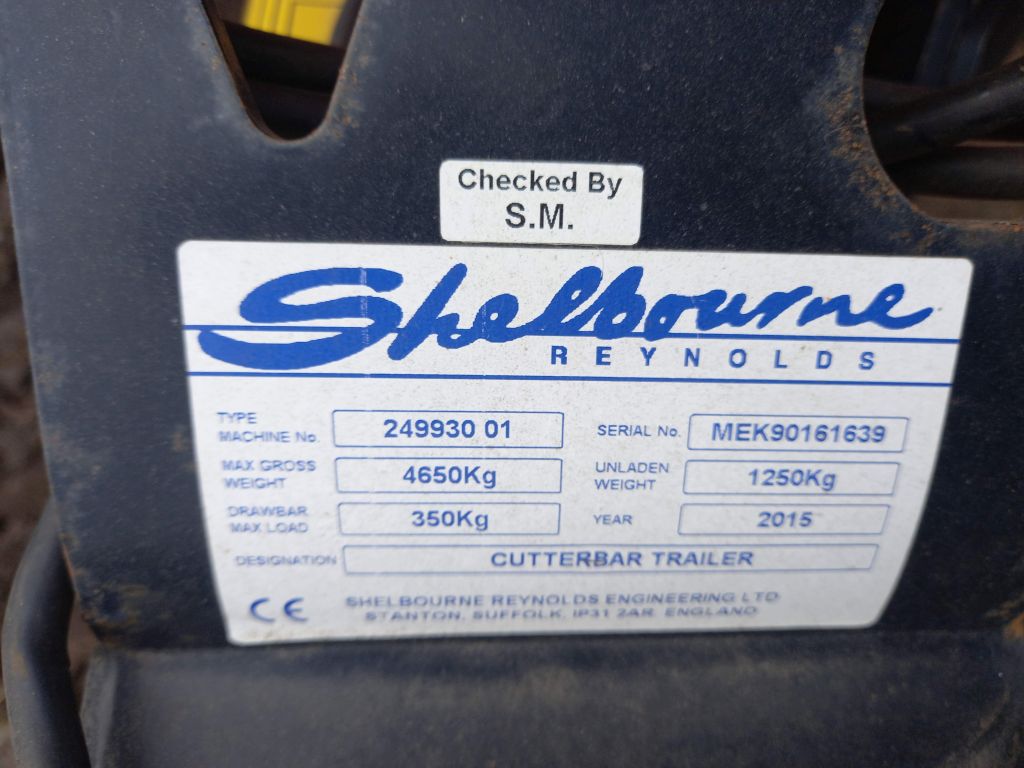 Checked By
S.M.
Shelbourne
REYNOLDS
TYPE
MACHINE No. 249930 01 SERIAL No. MEK90161639
MAX GROSS
WEIGHT 4650Kg UNLADEN
WEIGHT 1250Kg
DRAWBAR
MAX LOAD 350Kg YEAR 2015
DESIGNATION CUTTERBAR TRAILER
CE SHELBOURNE REYNOLDS ENGINEERING LTD
STANTON, SUFFOLK, IP31 2AR, ENGLAND